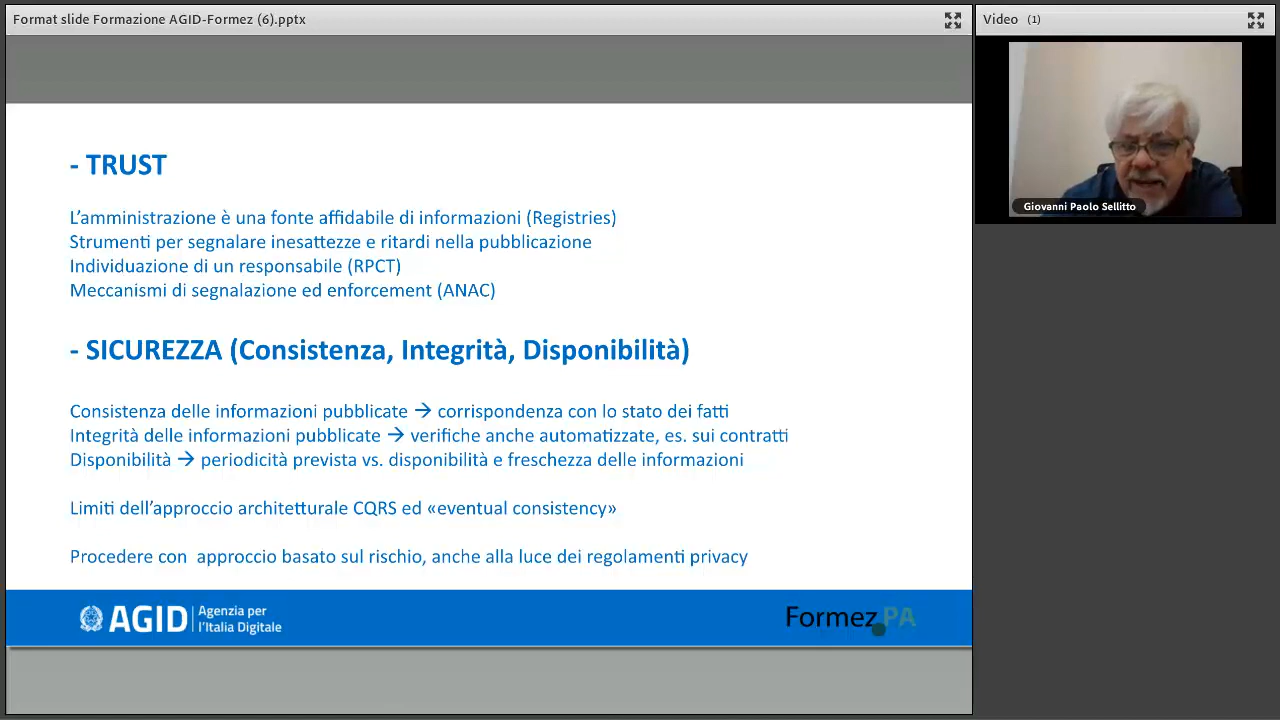 Format slide Formazione AGID-Formez (6).pptx
Video (1)
Giovanni Paolo Sellitto
- TRUST
L'amministrazione è una fonte affidabile di informazioni (Registries)
Strumenti per segnalare inesattezze e ritardi nella pubblicazione
Individuazione di un responsabile (RPCT)
Meccanismi di segnalazione ed enforcement (ANAC)
- SICUREZZA (Consistenza, Integrità, Disponibilità)
Consistenza delle informazioni pubblicate → corrispondenza con lo stato dei fatti
Integrità delle informazioni pubblicate → verifiche anche automatizzate, es. sui contratti
Disponibilità → periodicità prevista vs. disponibilità e freschezza delle informazioni
Limiti dell'approccio architetturale CQRS ed «eventual consistency»
Procedere con  approccio basato sul rischio, anche alla luce dei regolamenti privacy
AGID
Agenzia per
l'Italia Digitale
Formez PA